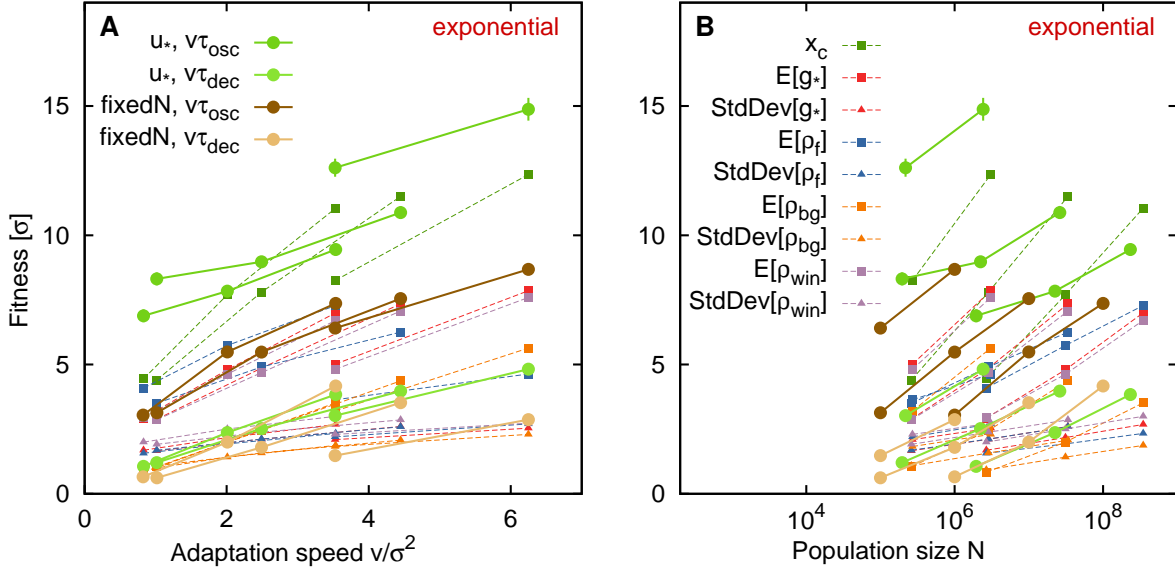 A
exponential
u*, vτosc
u*, vτdec
fixedN, vτosc
fixedN, vτdec
Fitness [σ]
0
5
10
15
0 2 4 6
Adaptation speed v/σ²
B
exponential
xc
E[g*]
StdDev[g*]
E[ρf]
StdDev[ρf]
E[ρbg]
StdDev[ρbg]
E[ρwin]
StdDev[ρwin]
0
5
10
15
10⁴ 10⁶ 10⁸
Population size N